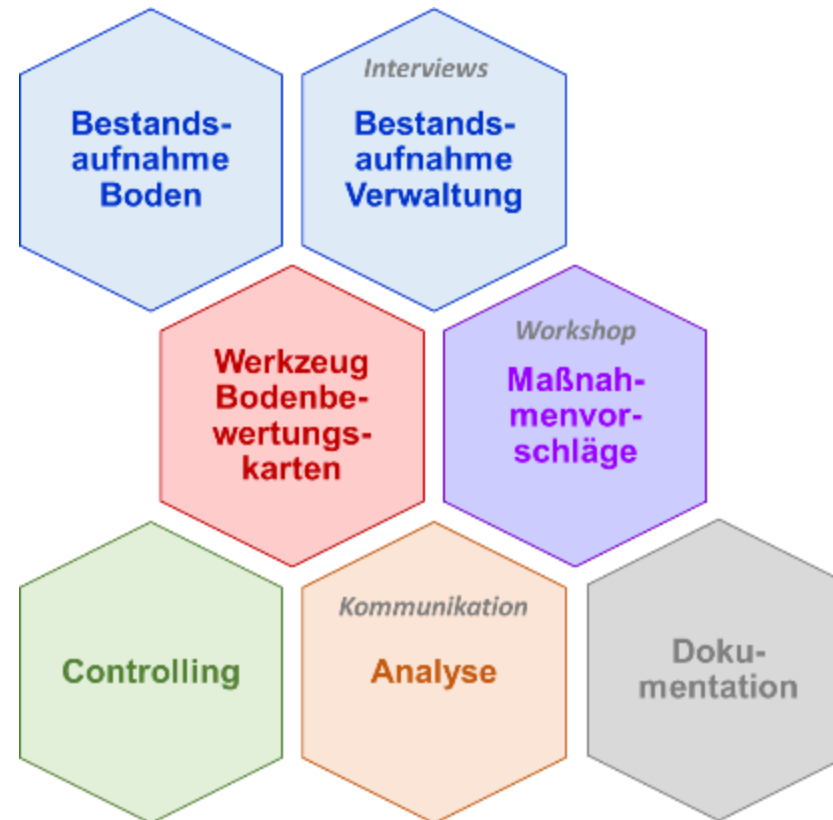 Bestands-
aufnahme
Boden
Interviews
Bestands-
aufnahme
Verwaltung
Werkzeug
Bodenbe-
wertungs-
karten
Workshop
Maßnah-
menvor-
schläge
Controlling
Kommunikation
Analyse
Doku-
mentation